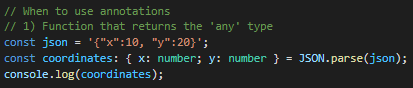 // When to use annotations
// 1) Function that returns the 'any' type
const json = '{"x":10, "y":20}';
const coordinates: { x: number; y: number } = JSON.parse(json);
console.log(coordinates);